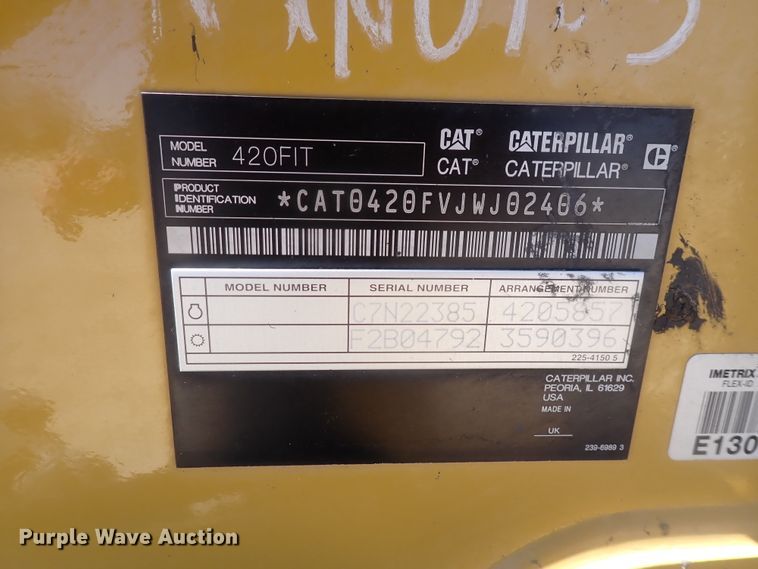 MODEL NUMBER 420FIT
CAT® CATERPILLAR®
CAT® CATERPILLAR®
C
PRODUCT IDENTIFICATION NUMBER *CAT0420FVJWJ02406*
MODEL NUMBER SERIAL NUMBER ARRANGEMENT NUMBER
C7N22385 4205857
F2B04792 3590396
225-4150 5
CATERPILLAR INC.
PEORIA, IL 61629
USA
MADE IN
UK
239-6989 3
IMETRIX
FLEX-ID
E130
Purple Wave Auction